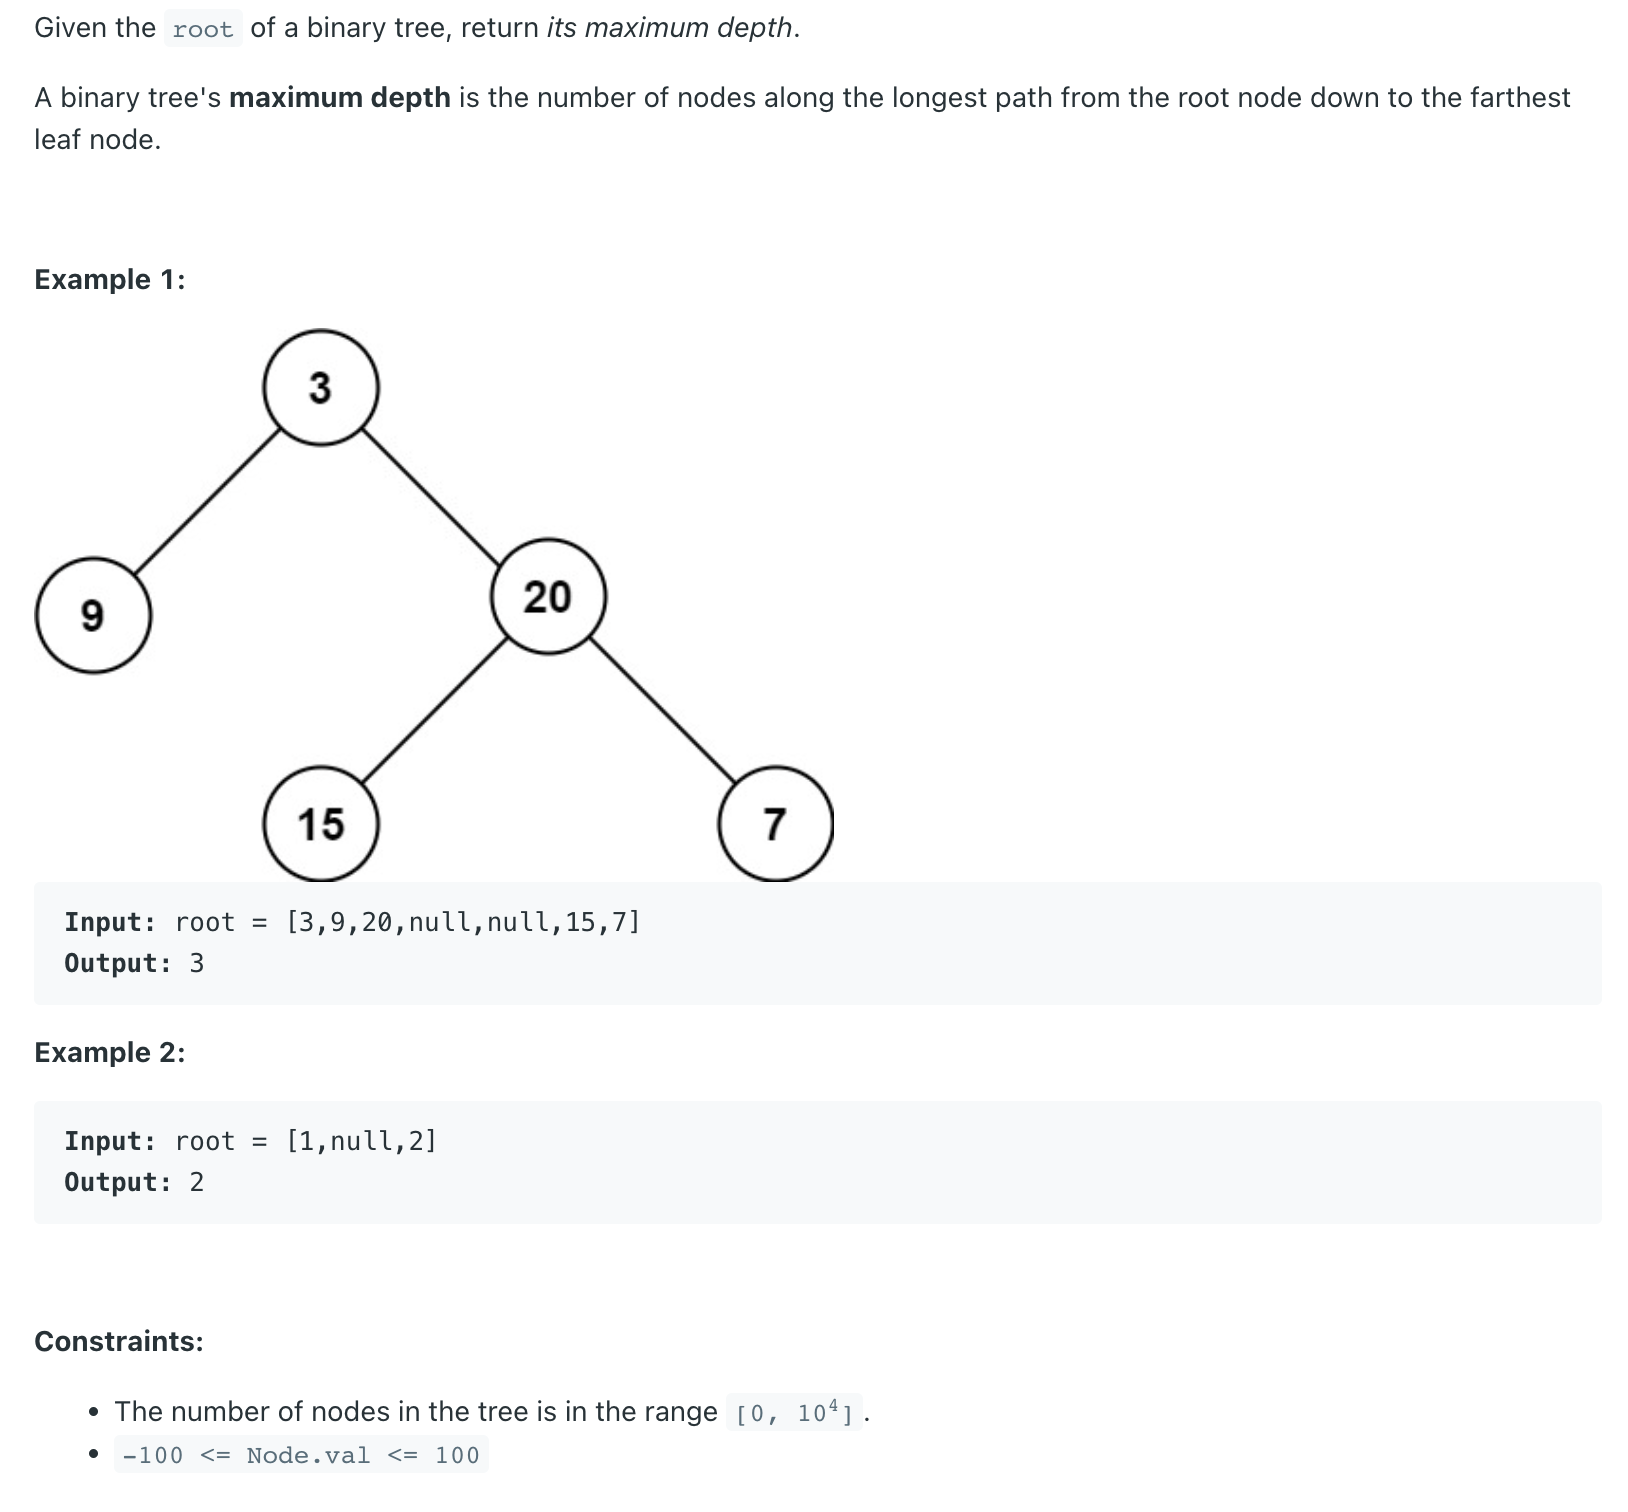 Given the root of a binary tree, return its maximum depth.
A binary tree's maximum depth is the number of nodes along the longest path from the root node down to the farthest
leaf node.
Example 1:
3
9
20
15
7
Input: root = [3,9,20,null,null,15,7]
Output: 3
Example 2:
Input: root = [1,null,2]
Output: 2
Constraints:
• The number of nodes in the tree is in the range [0, 10⁴].
• -100 <= Node.val <= 100